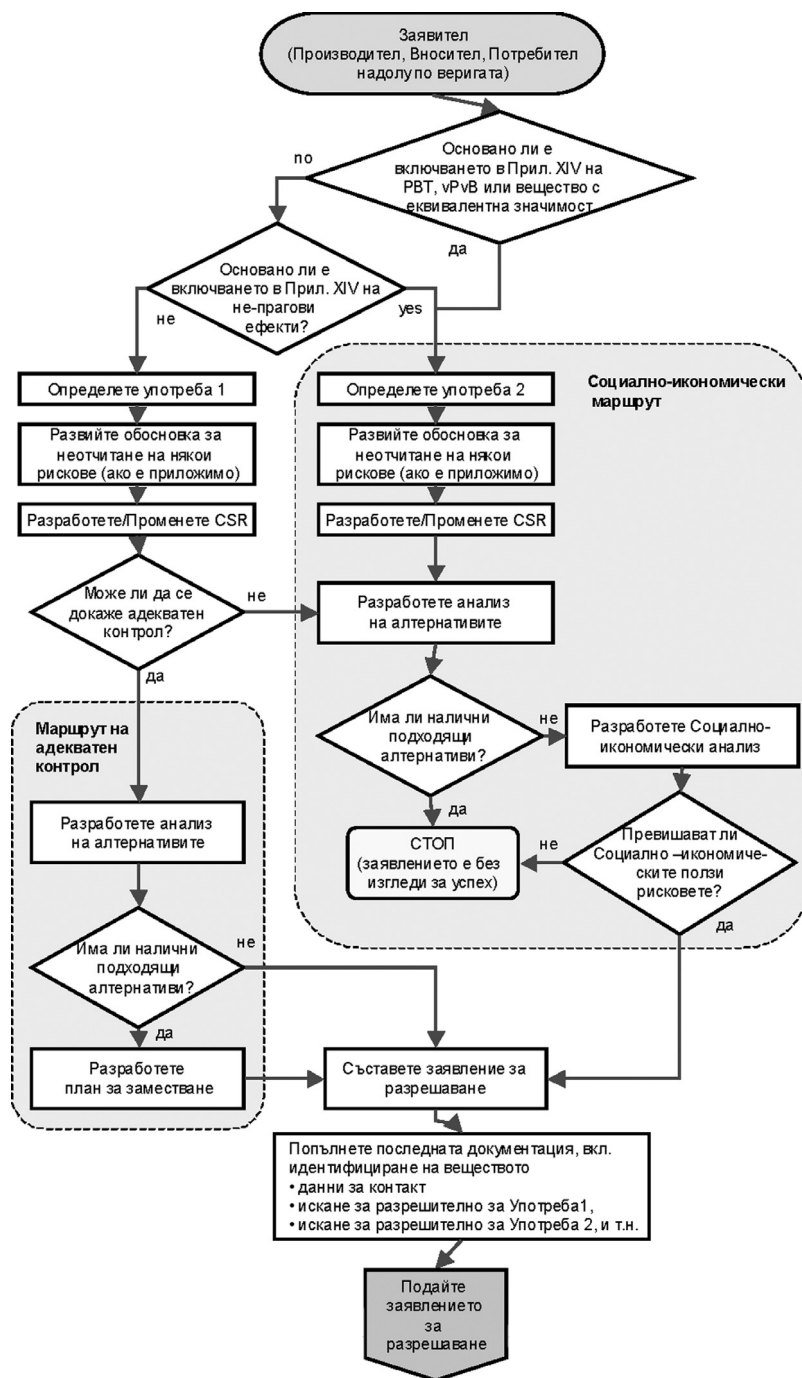 Заявител
(Производител, Вносител, Потребител
надолу по веригата)
по
Основано ли е
включването в Прил. XIV на
PBT, vPvB или вещество с
еквивалентна значимост
да
Основано ли е
включването в Прил. XIV на
не-прагови
ефекти?
не
yes
Определете употреба 1
Развийте обосновка за
неотчитане на някои
рискове (ако е приложимо)
Разработете/Променете CSR
Може ли да се
докаже адекватен
контрол?
не
да
Социално-икономически
маршрут
Определете употреба 2
Развийте обосновка за
неотчитане на някои
рискове (ако е приложимо)
Разработете/Променете CSR
Разработете анализ
на алтернативите
Има ли налични
подходящи
алтернативи?
не
да
Разработете Социално-
икономически анализ
СТОП
(заявлението е без
изгледи за успех)
не
Превишават ли
Социално –икономиче-
ските ползи
рисковете?
да
Маршрут на
адекватен
контрол
Разработете анализ
на алтернативите
Има ли налични
подходящи
алтернативи?
не
да
Разработете
план за заместване
Съставете заявление за
разрешаване
Попълнете последната документация, вкл.
идентифициране на веществото
• данни за контакт
• искане за разрешително за Употреба1,
• искане за разрешително за Употреба 2, и т.н.
Подайте
заявлението
за
разрешаване